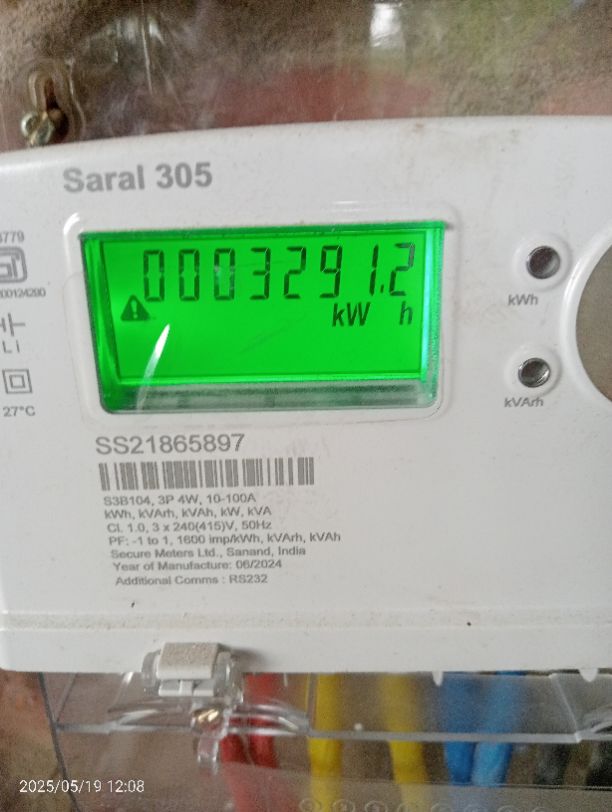 Saral 305
0003291.2
kW h
kWh
LI
kVArh
27°C
SS21865897
S3B104, 3P 4W, 10-100A
kWh, kVArh, kVAh, kW, kVA
Cl. 1.0, 3 x 240(415)V, 50Hz
PF: -1 to 1, 1600 imp/kWh, kVArh, kVAh
Secure Meters Ltd., Sanand, India
Year of Manufacture: 06/2024
Additional Comms : RS232
2025/05/19 12:08